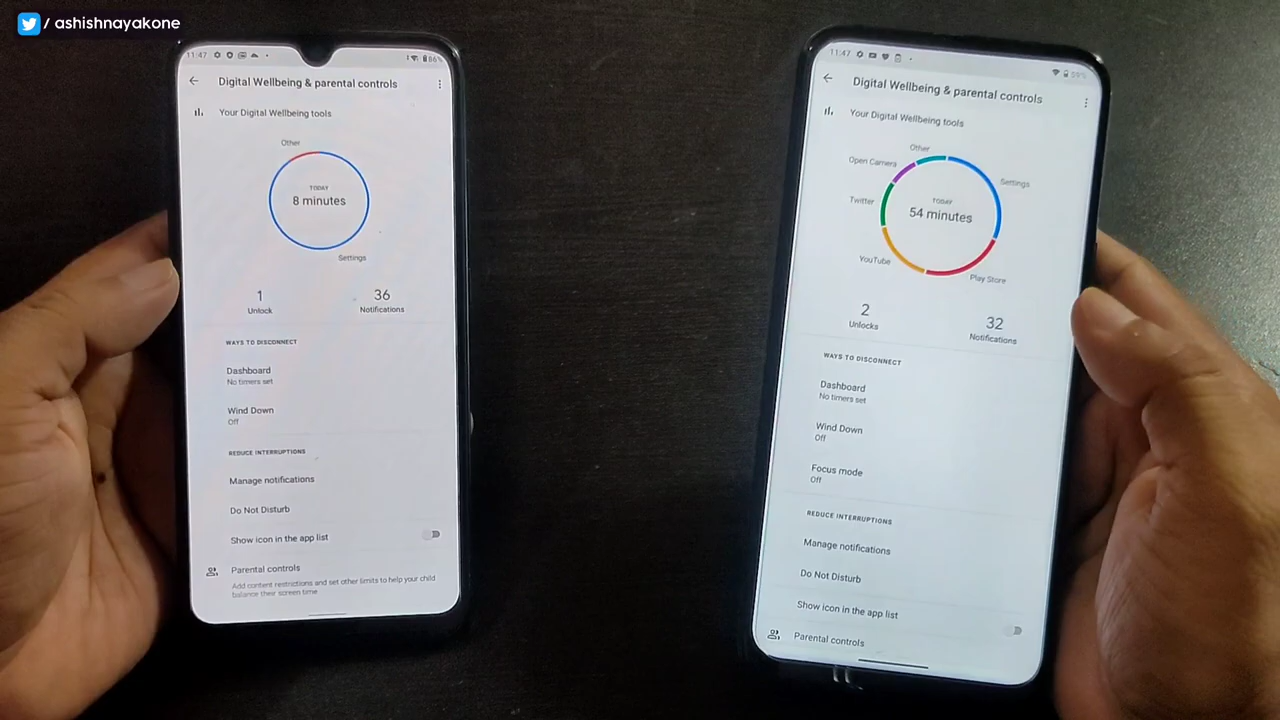 / ashishnayakone
11:47
86%
Digital Wellbeing & parental controls
Your Digital Wellbeing tools
Other
TODAY
8 minutes
Settings
1
Unlock
36
Notifications
WAYS TO DISCONNECT
Dashboard
No timers set
Wind Down
Off
REDUCE INTERRUPTIONS
Manage notifications
Do Not Disturb
Show icon in the app list
Parental controls
Add content restrictions and set other limits to help your child
balance their screen time
11:47
59%
Digital Wellbeing & parental controls
Your Digital Wellbeing tools
Other
Open Camera
Settings
Twitter
TODAY
54 minutes
YouTube
Play Store
2
Unlocks
32
Notifications
WAYS TO DISCONNECT
Dashboard
No timers set
Wind Down
Off
Focus mode
Off
REDUCE INTERRUPTIONS
Manage notifications
Do Not Disturb
Show icon in the app list
Parental controls